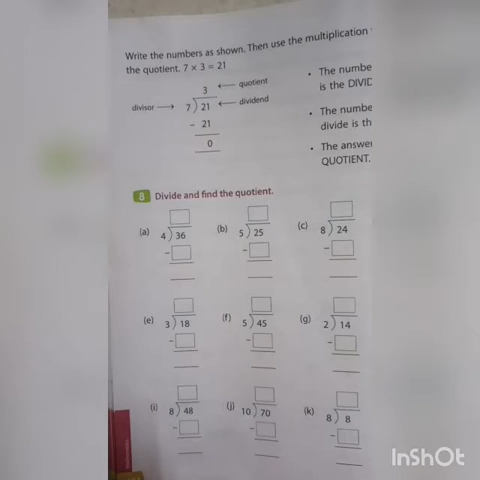 Write the numbers as shown. Then use the multiplication
the quotient. 7 × 3 = 21
3 ← quotient
divisor → 7 ) 21 ← dividend
- 21
0
• The numbe
is the DIVID
• The numbe
divide is th
• The answer
QUOTIENT.
8 Divide and find the quotient.
(a) 4 ) 36 (b) 5 ) 25 (c) 8 ) 24
- - -
(e) 3 ) 18 (f) 5 ) 45 (g) 2 ) 14
- - -
(i) 8 ) 48 (j) 10 ) 70 (k) 8 ) 8
- - -
InShOt